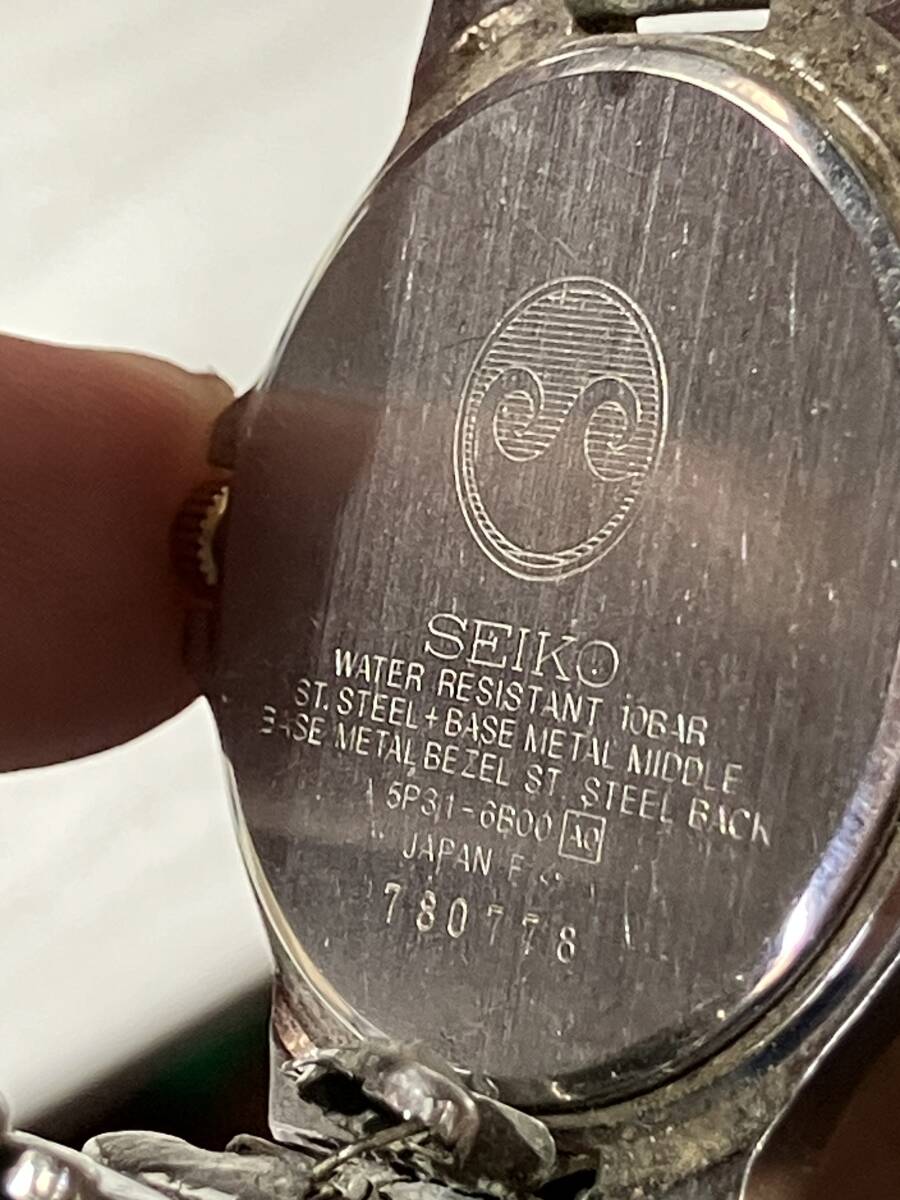 SEIKO
WATER RESISTANT 10BAR
ST. STEEL + BASE METAL MIDDLE
BASE METAL BEZEL ST. STEEL BACK
5P31-6B00 A0
JAPAN
780778